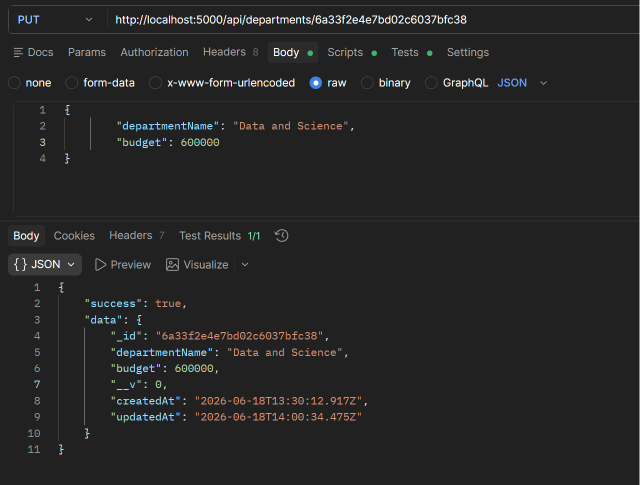 PUT http://localhost:5000/api/departments/6a33f2e4e7bd02c6037bfc38
Docs Params Authorization Headers 8 Body Scripts Tests Settings
none form-data x-www-form-urlencoded raw binary GraphQL JSON
1 {
2 "departmentName": "Data and Science",
3 "budget": 600000
4 }
Body Cookies Headers 7 Test Results 1/1
{} JSON Preview Visualize
1 {
2 "success": true,
3 "data": {
4 "_id": "6a33f2e4e7bd02c6037bfc38",
5 "departmentName": "Data and Science",
6 "budget": 600000,
7 "__v": 0,
8 "createdAt": "2026-06-18T13:30:12.917Z",
9 "updatedAt": "2026-06-18T14:00:34.475Z"
10 }
11 }